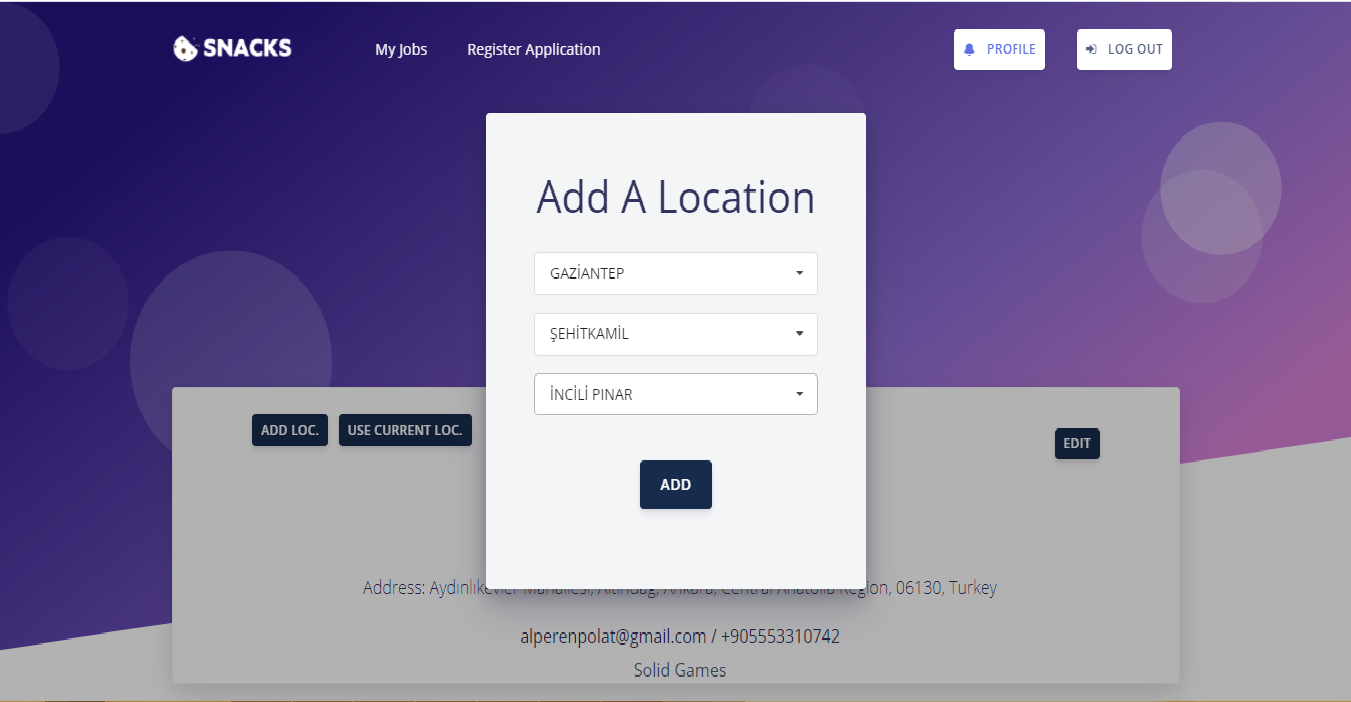 SNACKS
My Jobs
Register Application
PROFILE
LOG OUT
Add A Location
GAZİANTEP
ŞEHİTKAMİL
İNCİLİ PINAR
ADD LOC.
USE CURRENT LOC.
EDIT
ADD
Address: Aydınlıkevler Mahallesi, Altındağ, Ankara, Central Anatolia Region, 06130, Turkey
alperenpolat@gmail.com / +905553310742
Solid Games